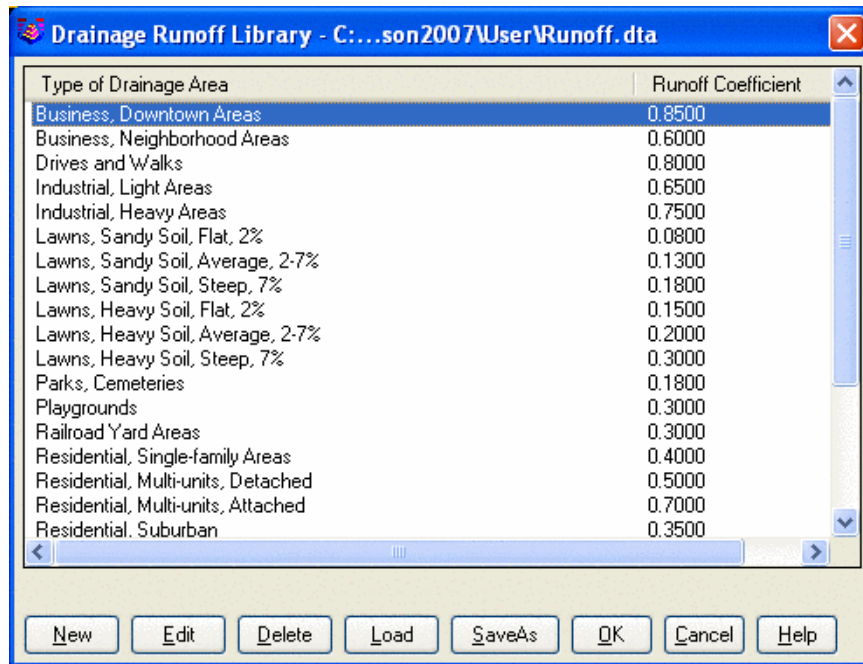 Drainage Runoff Library - C:...son2007\User\Runoff.dta
Type of Drainage Area Runoff Coefficient
Business, Downtown Areas 0.8500
Business, Neighborhood Areas 0.6000
Drives and Walks 0.8000
Industrial, Light Areas 0.6500
Industrial, Heavy Areas 0.7500
Lawns, Sandy Soil, Flat, 2% 0.0800
Lawns, Sandy Soil, Average, 2-7% 0.1300
Lawns, Sandy Soil, Steep, 7% 0.1800
Lawns, Heavy Soil, Flat, 2% 0.1500
Lawns, Heavy Soil, Average, 2-7% 0.2000
Lawns, Heavy Soil, Steep, 7% 0.3000
Parks, Cemeteries 0.1800
Playgrounds 0.3000
Railroad Yard Areas 0.3000
Residential, Single-family Areas 0.4000
Residential, Multi-units, Detached 0.5000
Residential, Multi-units, Attached 0.7000
Residential, Suburban 0.3500
New Edit Delete Load SaveAs OK Cancel Help